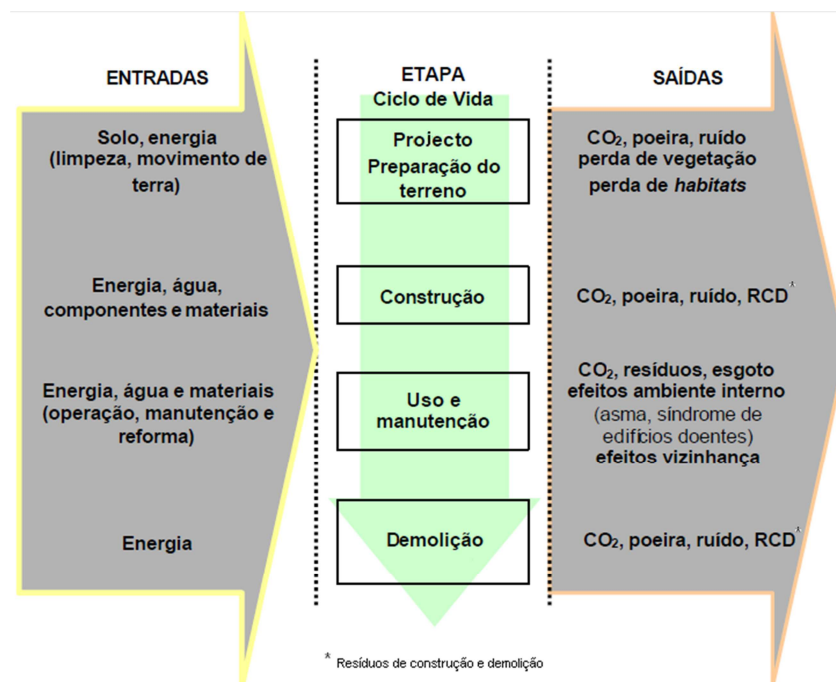 ENTRADAS
ETAPA
Ciclo de Vida
SAÍDAS
Solo, energia
(limpeza, movimento de
terra)
Projecto
Preparação do
terreno
CO₂, poeira, ruído
perda de vegetação
perda de habitats
Energia, água,
componentes e materiais
Construção
CO₂, poeira, ruído, RCD*
Energia, água e materiais
(operação, manutenção e
reforma)
Uso e
manutenção
CO₂, resíduos, esgoto
efeitos ambiente interno
(asma, síndrome de
edifícios doentes)
efeitos vizinhança
Energia
Demolição
CO₂, poeira, ruído, RCD*
* Resíduos de construção e demolição